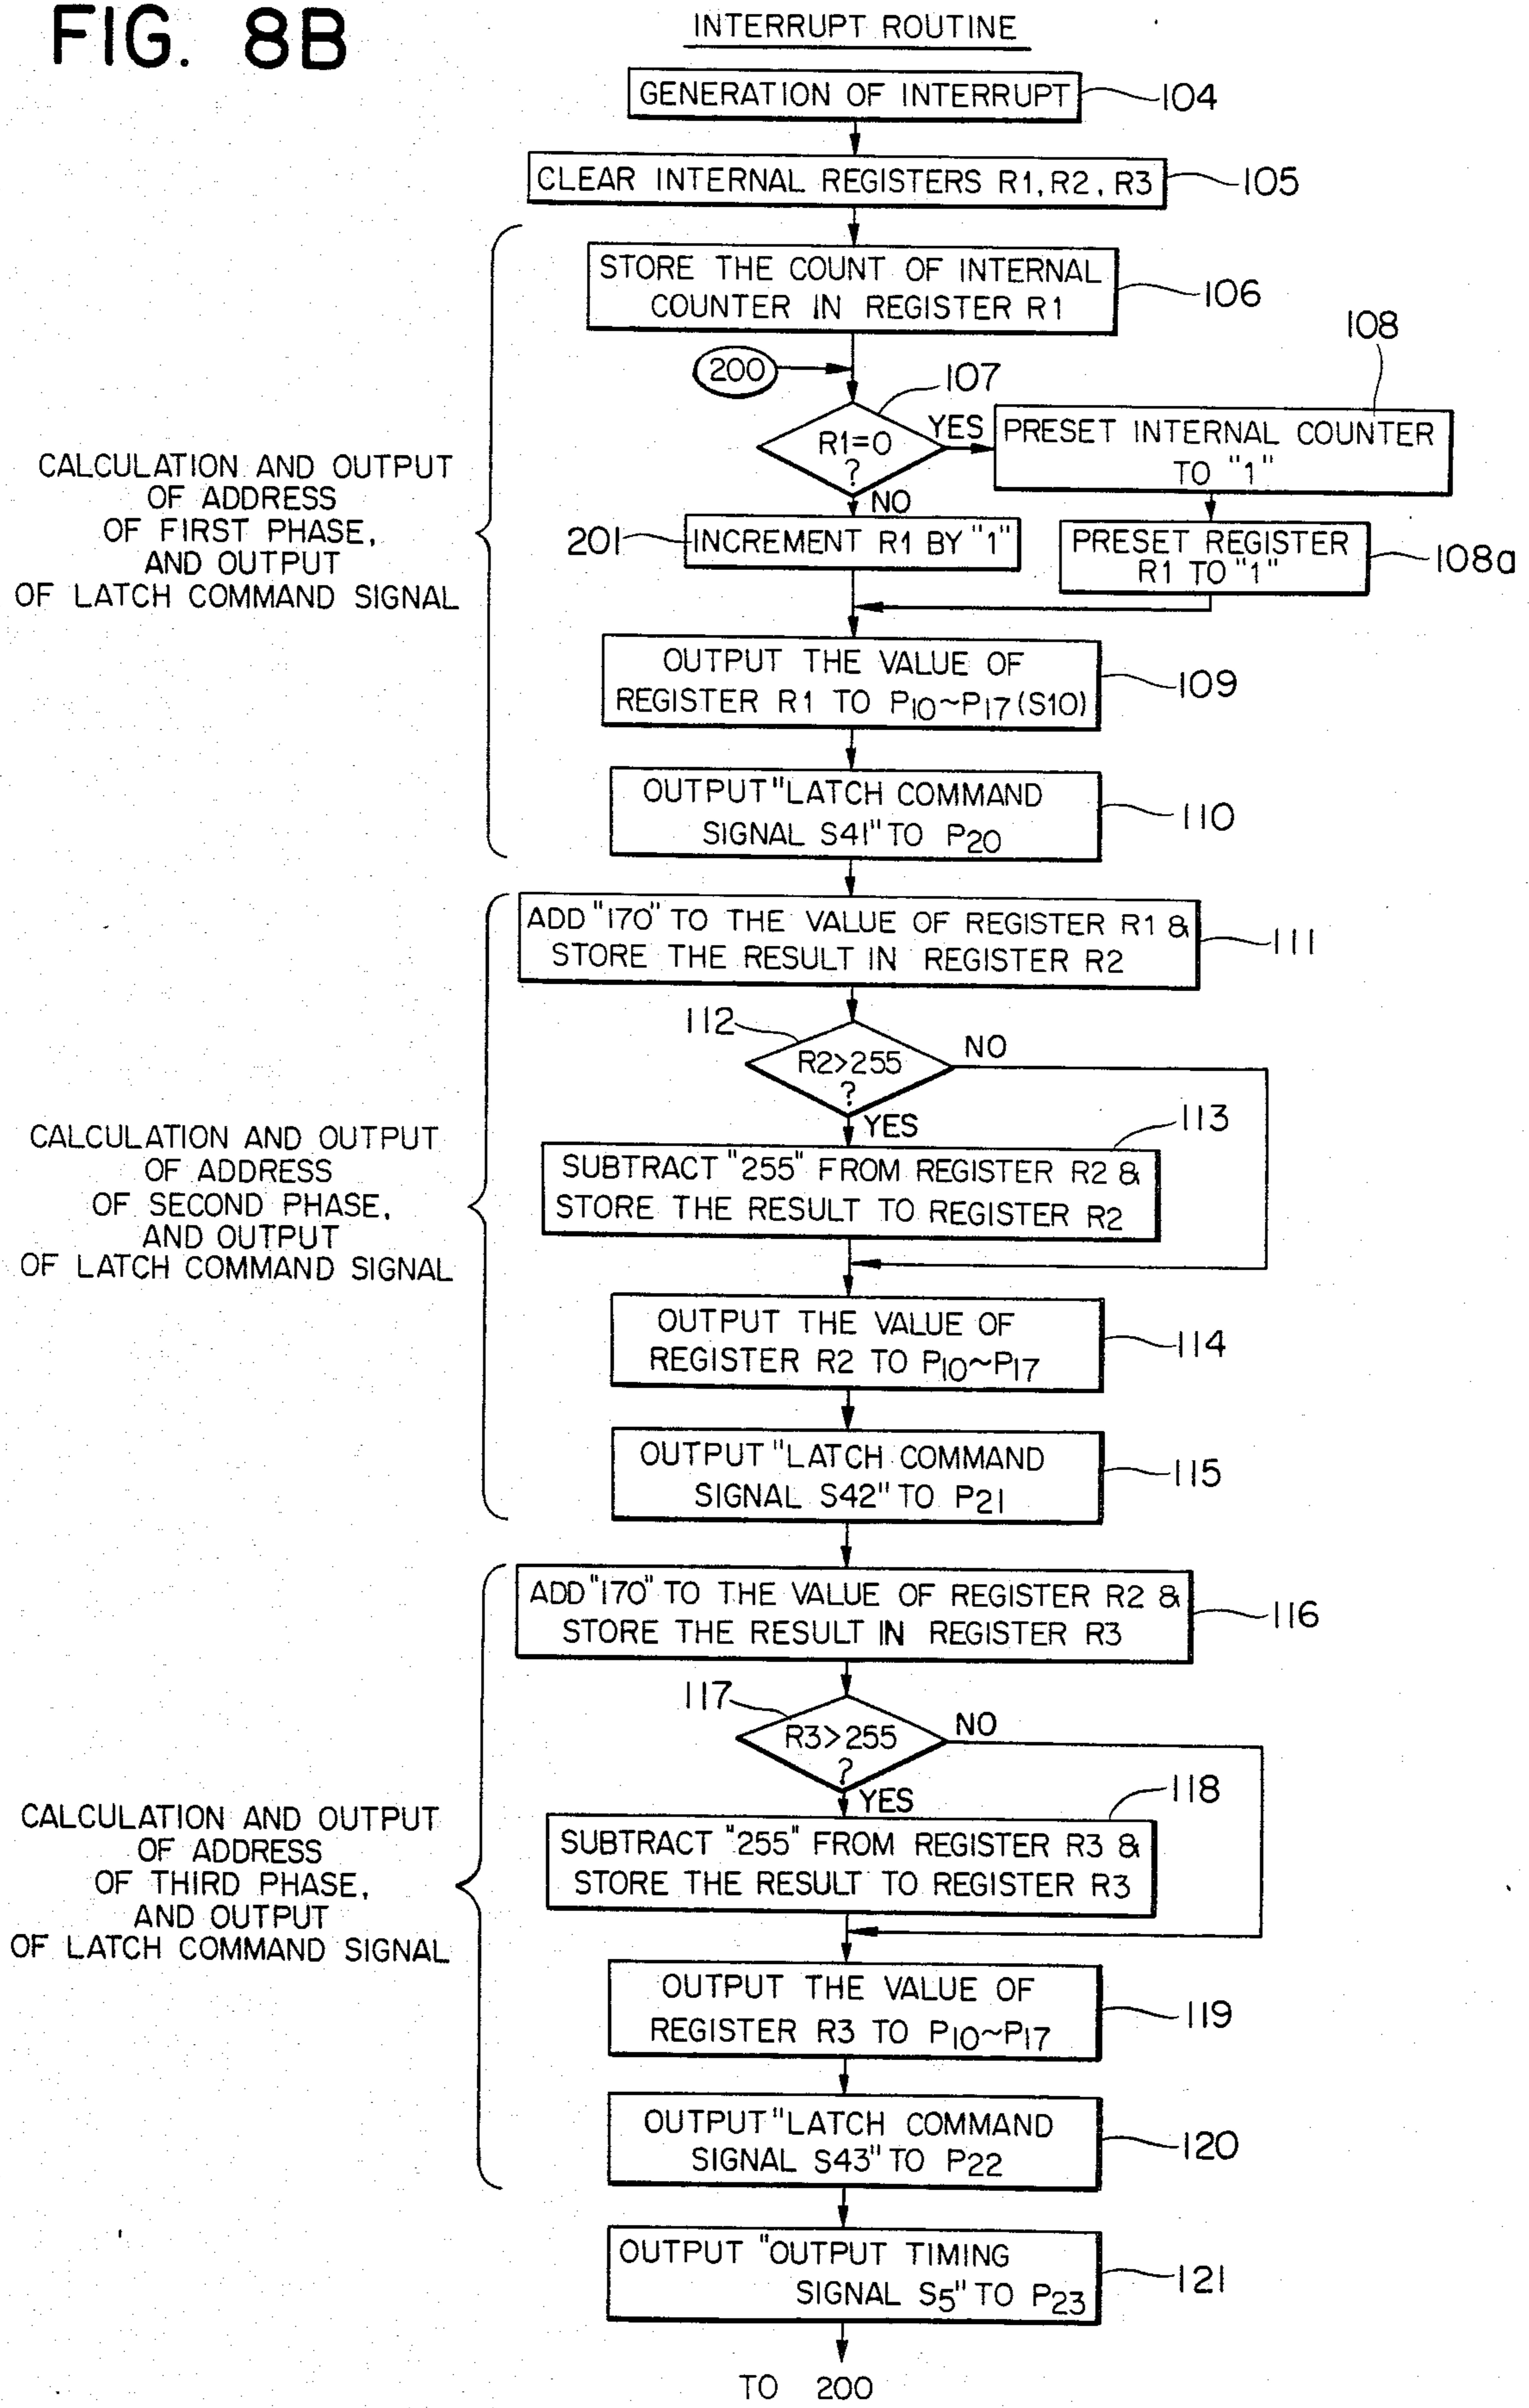 FIG. 8B
INTERRUPT ROUTINE
GENERATION OF INTERRUPT
104
CLEAR INTERNAL REGISTERS R1, R2, R3
105
STORE THE COUNT OF INTERNAL
COUNTER IN REGISTER R1
106
200
107
108
R1=0
?
YES
NO
PRESET INTERNAL COUNTER
TO "1"
201
INCREMENT R1 BY "1"
PRESET REGISTER
R1 TO "1"
108a
CALCULATION AND OUTPUT
OF ADDRESS
OF FIRST PHASE,
AND OUTPUT
OF LATCH COMMAND SIGNAL
OUTPUT THE VALUE OF
REGISTER R1 TO P10~P17(S10)
109
OUTPUT "LATCH COMMAND
SIGNAL S41" TO P20
110
ADD "170" TO THE VALUE OF REGISTER R1 &
STORE THE RESULT IN REGISTER R2
111
112
R2>255
?
NO
YES
113
SUBTRACT "255" FROM REGISTER R2 &
STORE THE RESULT TO REGISTER R2
CALCULATION AND OUTPUT
OF ADDRESS
OF SECOND PHASE,
AND OUTPUT
OF LATCH COMMAND SIGNAL
OUTPUT THE VALUE OF
REGISTER R2 TO P10~P17
114
OUTPUT "LATCH COMMAND
SIGNAL S42" TO P21
115
ADD "170" TO THE VALUE OF REGISTER R2 &
STORE THE RESULT IN REGISTER R3
116
117
R3>255
?
NO
YES
118
SUBTRACT "255" FROM REGISTER R3 &
STORE THE RESULT TO REGISTER R3
CALCULATION AND OUTPUT
OF ADDRESS
OF THIRD PHASE,
AND OUTPUT
OF LATCH COMMAND SIGNAL
OUTPUT THE VALUE OF
REGISTER R3 TO P10~P17
119
OUTPUT "LATCH COMMAND
SIGNAL S43" TO P22
120
OUTPUT "OUTPUT TIMING
SIGNAL S5" TO P23
121
TO 200